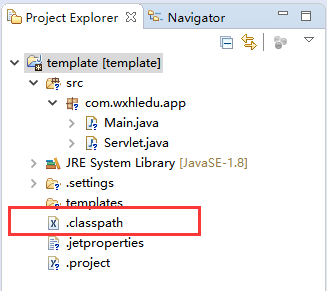 Project Explorer
Navigator
template [template]
src
com.wxhledu.app
Main.java
Servlet.java
JRE System Library [JavaSE-1.8]
.settings
templates
.classpath
.jetproperties
.project